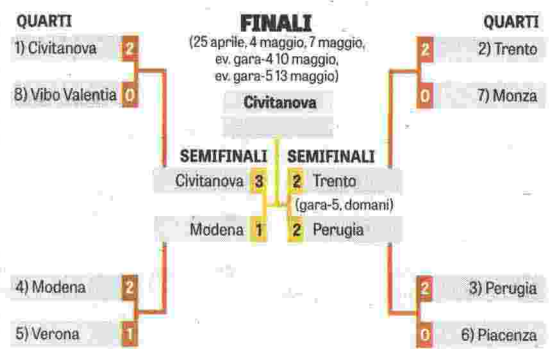 QUARTI
1) Civitanova 2
8) Vibo Valentia 0
FINALI
(25 aprile, 4 maggio, 7 maggio,
ev. gara-4 10 maggio,
ev. gara-5 13 maggio)
Civitanova
QUARTI
2 2) Trento
0 7) Monza
SEMIFINALI
Civitanova 3
Modena 1
SEMIFINALI
2 Trento
(gara-5, domani)
2 Perugia
4) Modena 2
5) Verona 1
2 3) Perugia
0 6) Piacenza